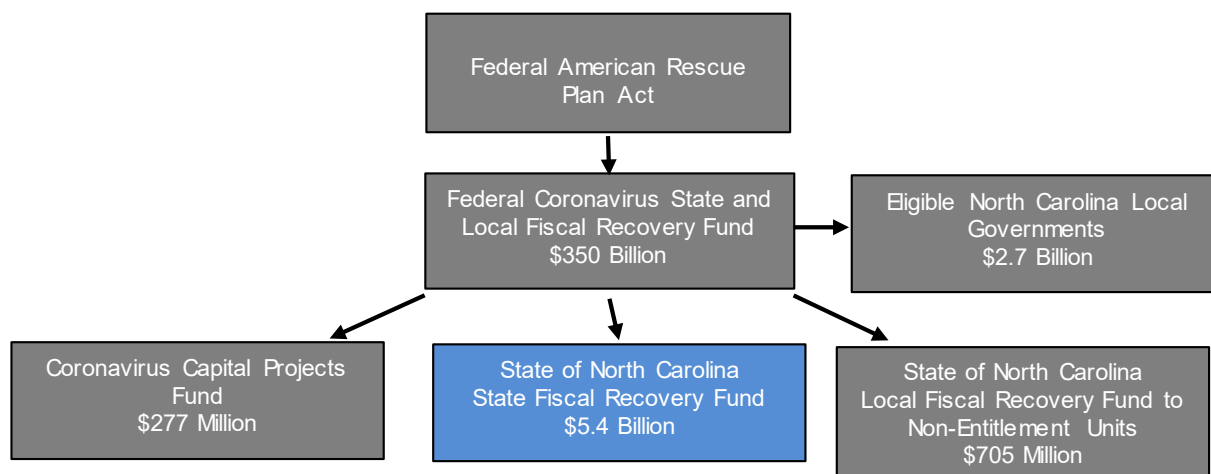 Federal American Rescue
Plan Act
Federal Coronavirus State and
Local Fiscal Recovery Fund
$350 Billion
Eligible North Carolina Local
Governments
$2.7 Billion
Coronavirus Capital Projects
Fund
$277 Million
State of North Carolina
State Fiscal Recovery Fund
$5.4 Billion
State of North Carolina
Local Fiscal Recovery Fund to
Non-Entitlement Units
$705 Million